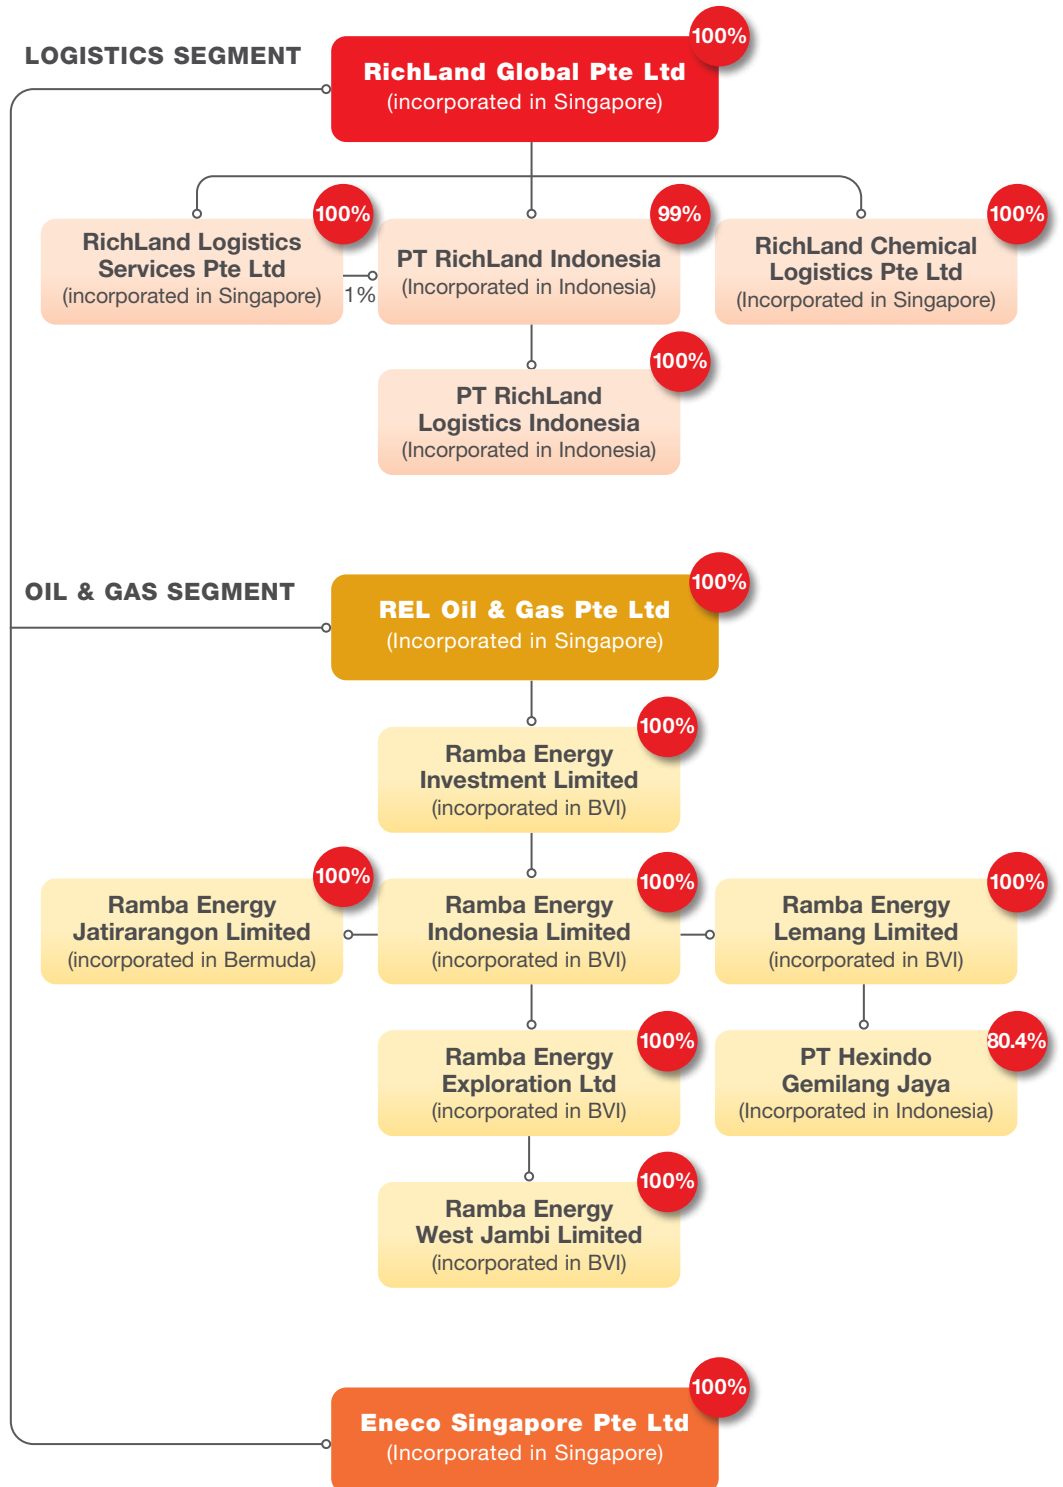 LOGISTICS SEGMENT
100%
RichLand Global Pte Ltd
(incorporated in Singapore)
100%
RichLand Logistics
Services Pte Ltd
(incorporated in Singapore)
1%
99%
PT RichLand Indonesia
(Incorporated in Indonesia)
100%
RichLand Chemical
Logistics Pte Ltd
(Incorporated in Singapore)
100%
PT RichLand
Logistics Indonesia
(Incorporated in Indonesia)
OIL & GAS SEGMENT
100%
REL Oil & Gas Pte Ltd
(Incorporated in Singapore)
100%
Ramba Energy
Investment Limited
(incorporated in BVI)
100%
Ramba Energy
Jatirarangon Limited
(incorporated in Bermuda)
100%
Ramba Energy
Indonesia Limited
(incorporated in BVI)
100%
Ramba Energy
Lemang Limited
(incorporated in BVI)
100%
Ramba Energy
Exploration Ltd
(incorporated in BVI)
80.4%
PT Hexindo
Gemilang Jaya
(Incorporated in Indonesia)
100%
Ramba Energy
West Jambi Limited
(incorporated in BVI)
100%
Eneco Singapore Pte Ltd
(Incorporated in Singapore)